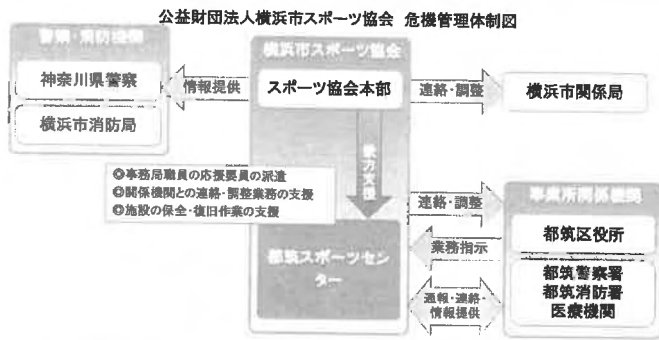 公益財団法人横浜市スポーツ協会 危機管理体制図
警察・消防機関
神奈川県警察
横浜市消防局
情報提供
横浜市スポーツ協会
スポーツ協会本部
連絡・調整
横浜市関係局
後方支援
◎事務局職員の応援要員の派遣
◎関係機関との連絡・調整業務の支援
◎施設の保全・復旧作業の支援
都筑スポーツセン
ター
連絡・調整
業務指示
通報・連絡・
情報提供
事業所関係機関
都筑区役所
都筑警察署
都筑消防署
医療機関